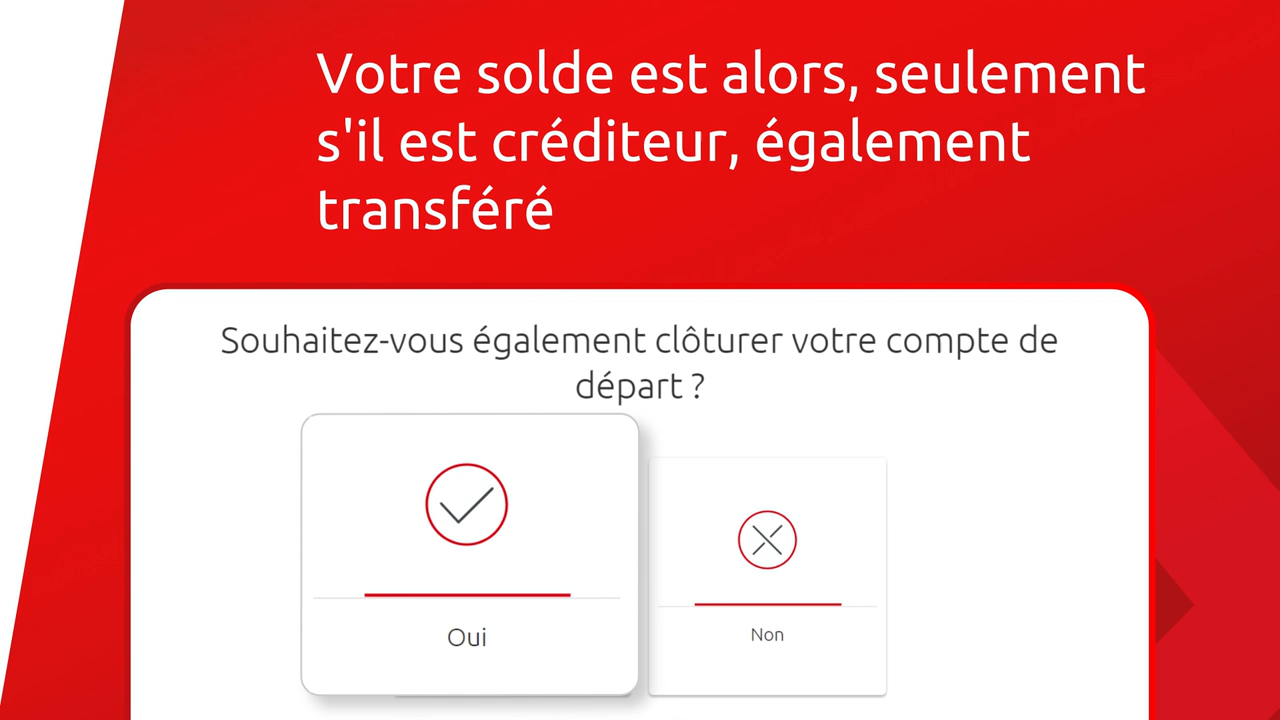 Votre solde est alors, seulement
s'il est créditeur, également
transféré
Souhaitez-vous également clôturer votre compte de
départ ?
Oui
Non